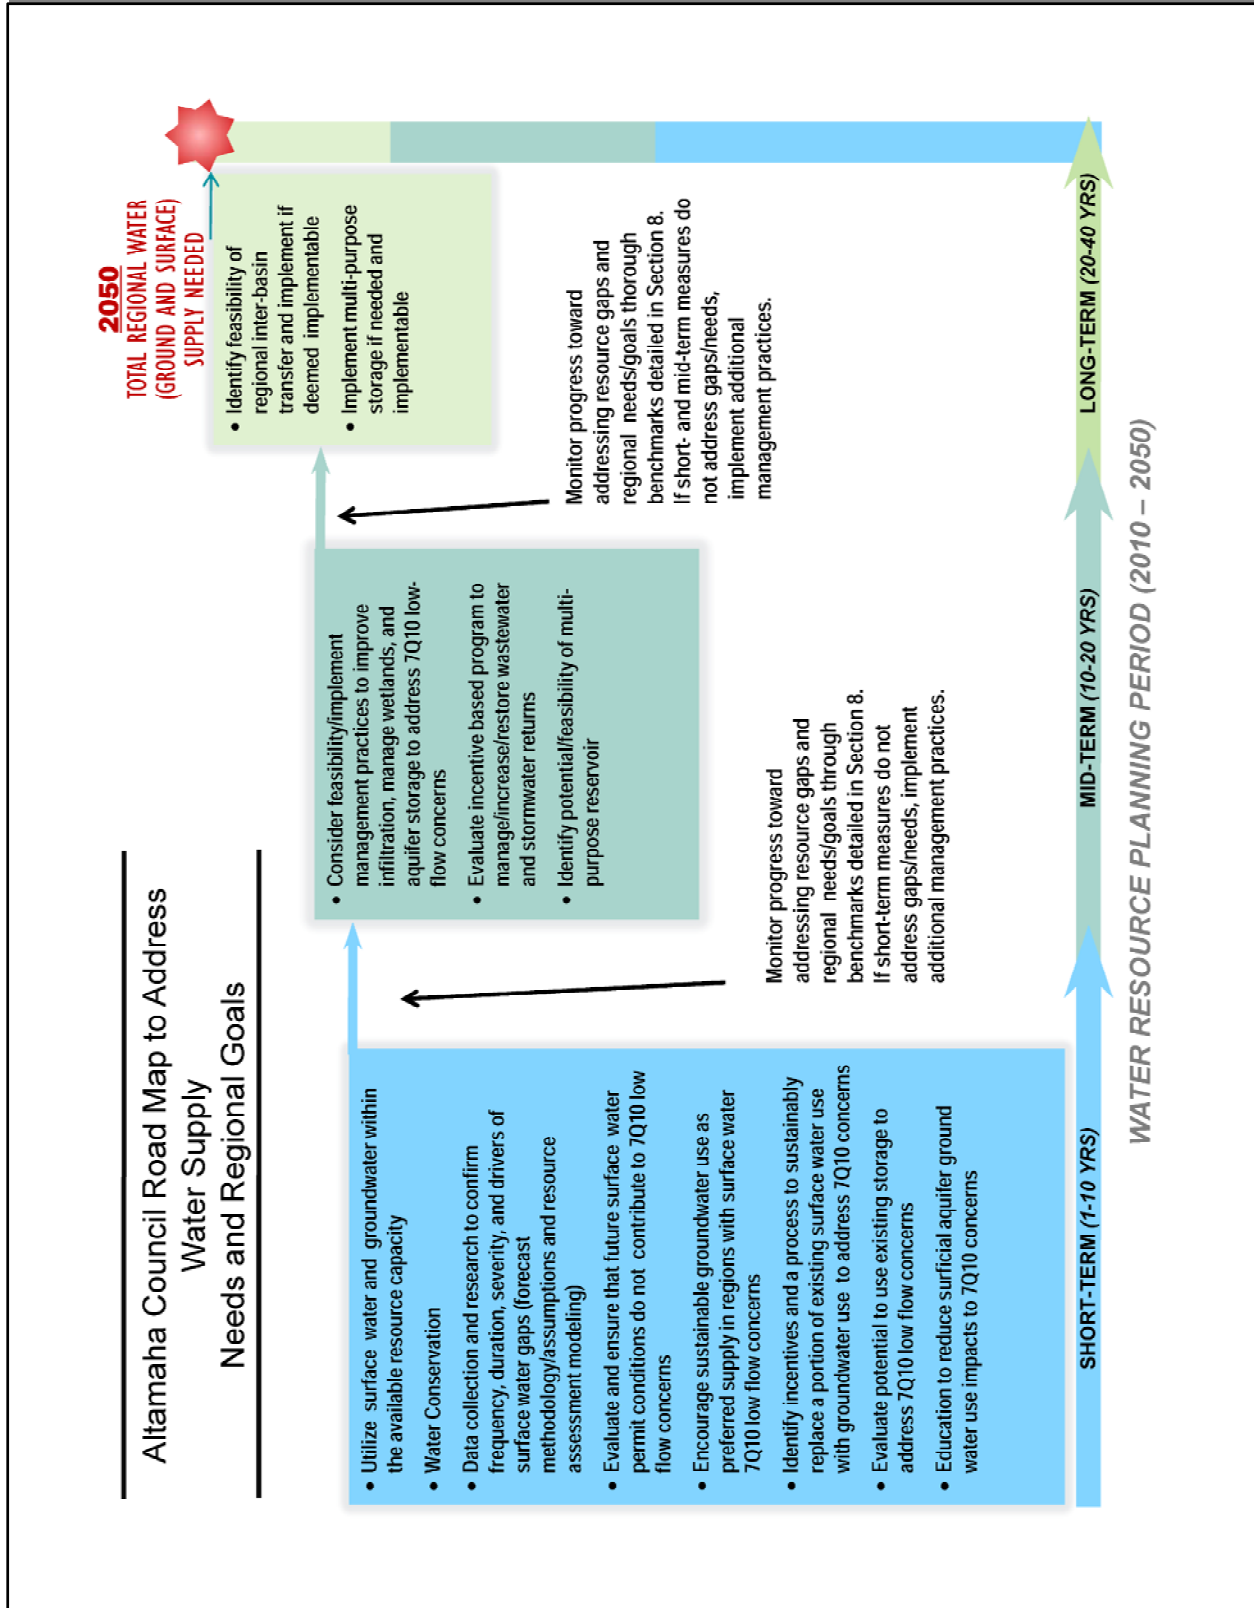 Altamaha Council Road Map to Address
Water Supply
Needs and Regional Goals
2050
TOTAL REGIONAL WATER
(GROUND AND SURFACE)
SUPPLY NEEDED
• Utilize surface water and groundwater within
the available resource capacity
• Water Conservation
• Data collection and research to confirm
frequency, duration, severity, and drivers of
surface water gaps (forecast
methodology/assumptions and resource
assessment modeling)
• Evaluate and ensure that future surface water
permit conditions do not contribute to 7Q10 low
flow concerns
• Encourage sustainable groundwater use as
preferred supply in regions with surface water
7Q10 low flow concerns
• Identify incentives and a process to sustainably
replace a portion of existing surface water use
with groundwater use to address 7Q10 concerns
• Evaluate potential to use existing storage to
address 7Q10 low flow concerns
• Education to reduce surficial aquifer ground
water use impacts to 7Q10 concerns
Monitor progress toward
addressing resource gaps and
regional needs/goals through
benchmarks detailed in Section 8.
If short-term measures do not
address gaps/needs, implement
additional management practices.
• Consider feasibility/implement
management practices to improve
infiltration, manage wetlands, and
aquifer storage to address 7Q10 low-
flow concerns
• Evaluate incentive based program to
manage/increase/restore wastewater
and stormwater returns
• Identify potential/feasibility of multi-
purpose reservoir
Monitor progress toward
addressing resource gaps and
regional needs/goals thorough
benchmarks detailed in Section 8.
If short- and mid-term measures do
not address gaps/needs,
implement additional
management practices.
• Identify feasibility of
regional inter-basin
transfer and implement if
deemed implementable
• Implement multi-purpose
storage if needed and
implementable
SHORT-TERM (1-10 YRS)
MID-TERM (10-20 YRS)
LONG-TERM (20-40 YRS)
WATER RESOURCE PLANNING PERIOD (2010 – 2050)